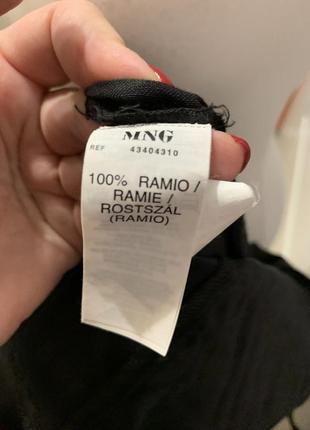 MNG
REF 43404310
100% RAMIO /
RAMIE /
ROSTSZÁL
(RAMIO)